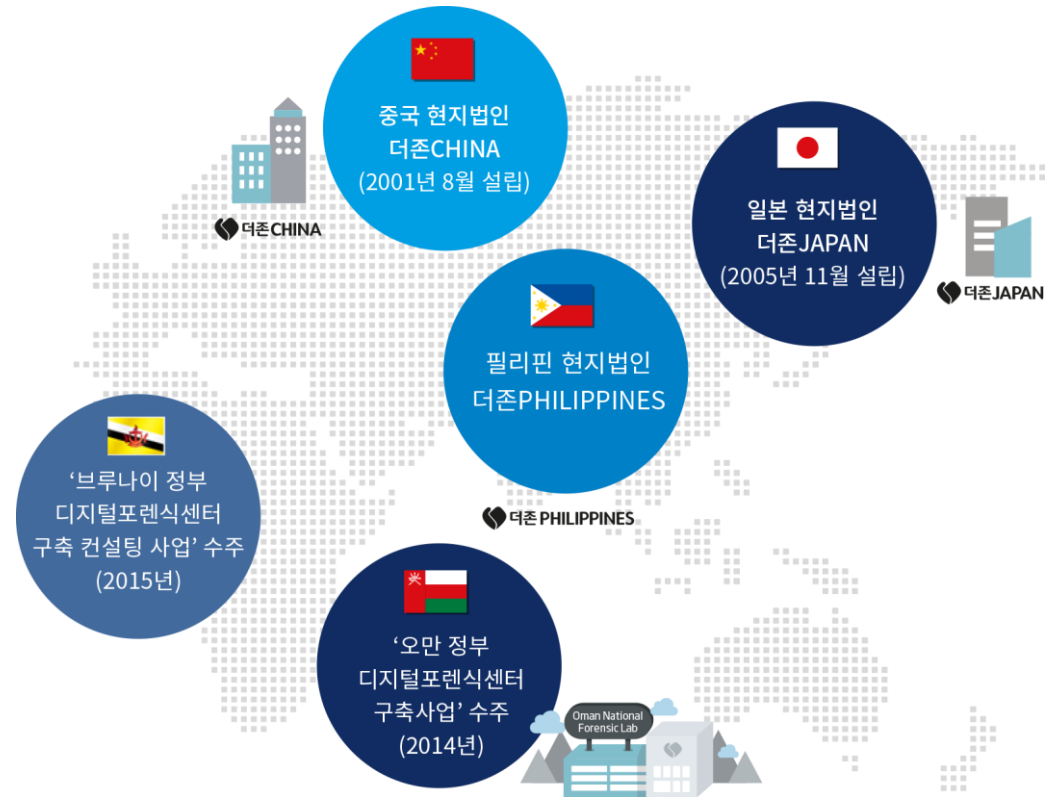 중국 현지법인
더존CHINA
(2001년 8월 설립)
더존CHINA
일본 현지법인
더존JAPAN
(2005년 11월 설립)
더존JAPAN
필리핀 현지법인
더존PHILIPPINES
더존 PHILIPPINES
‘브루나이 정부
디지털포렌식센터
구축 컨설팅 사업’ 수주
(2015년)
‘오만 정부
디지털포렌식센터
구축사업’ 수주
(2014년)
Oman National
Forensic Lab